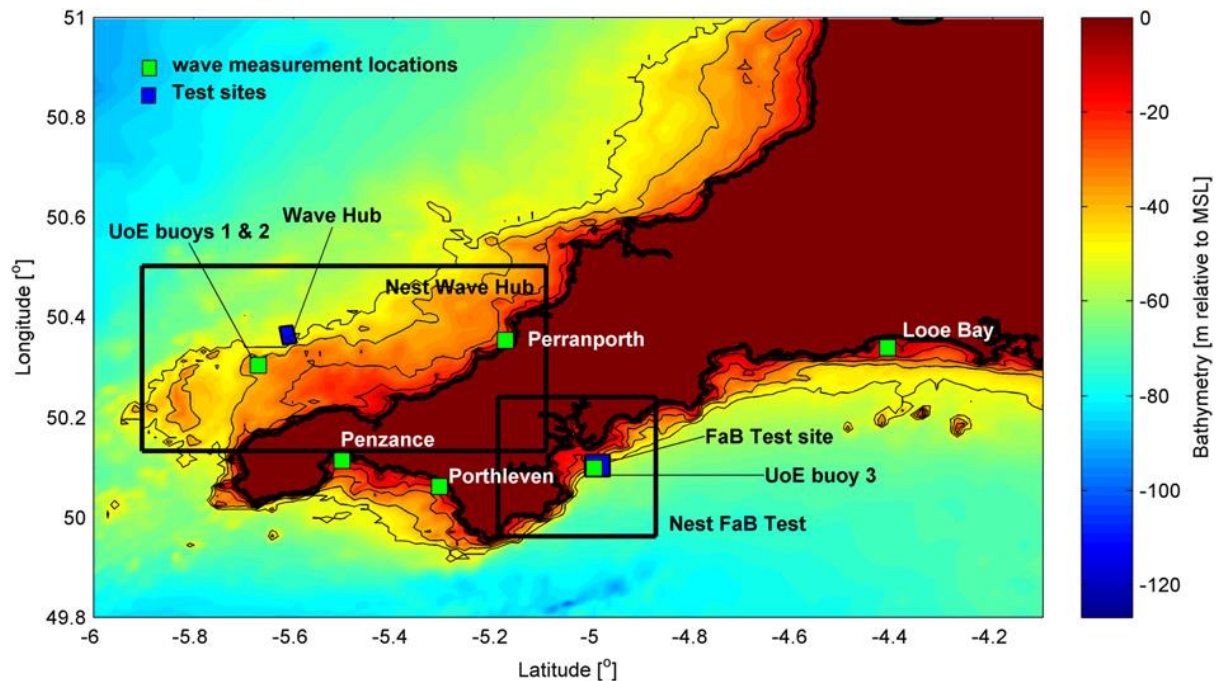 51
50.8
50.6
50.4
50.2
50
49.8
Longitude [o]
wave measurement locations
Test sites
Wave Hub
UoE buoys 1 & 2
Nest Wave Hub
Perranporth
Looe Bay
Penzance
Porthleven
FaB Test site
UoE buoy 3
Nest FaB Test
-6
-5.8
-5.6
-5.4
-5.2
-5
-4.8
-4.6
-4.4
-4.2
Latitude [o]
0
-20
-40
-60
-80
-100
-120
Bathymetry [m relative to MSL]